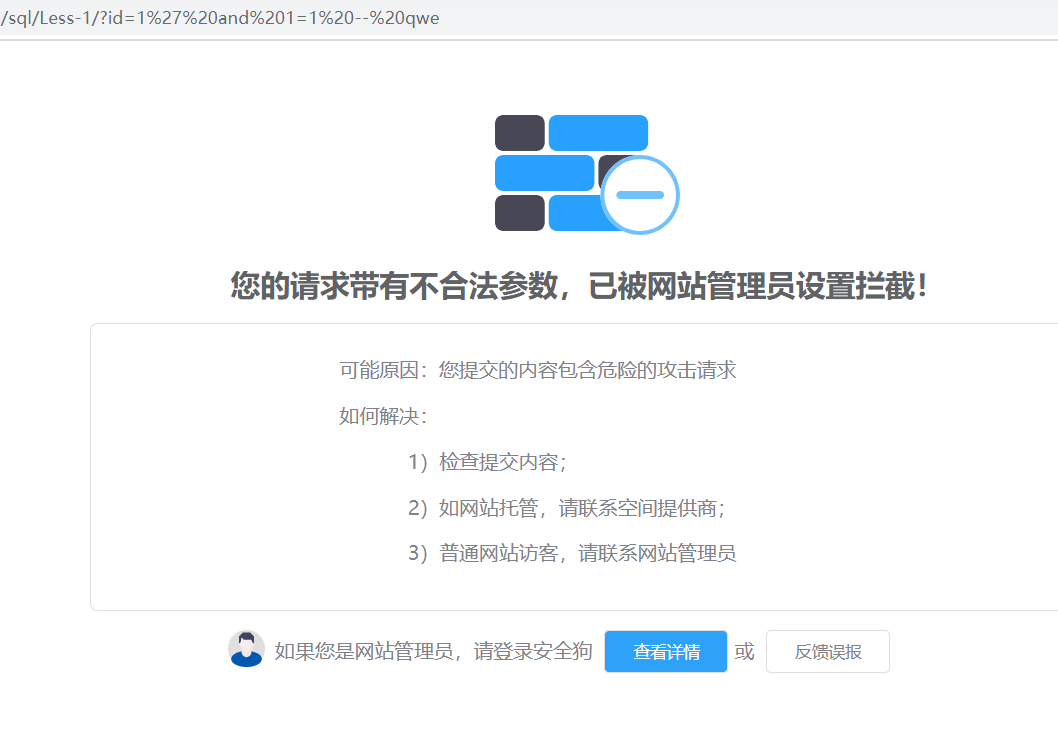 /sql/Less-1/?id=1%27%20and%201=1%20--%20qwe
您的请求带有不合法参数，已被网站管理员设置拦截！
可能原因：您提交的内容包含危险的攻击请求
如何解决：
1）检查提交内容；
2）如网站托管，请联系空间提供商；
3）普通网站访客，请联系网站管理员
如果您是网站管理员，请登录安全狗 查看详情 或 反馈误报